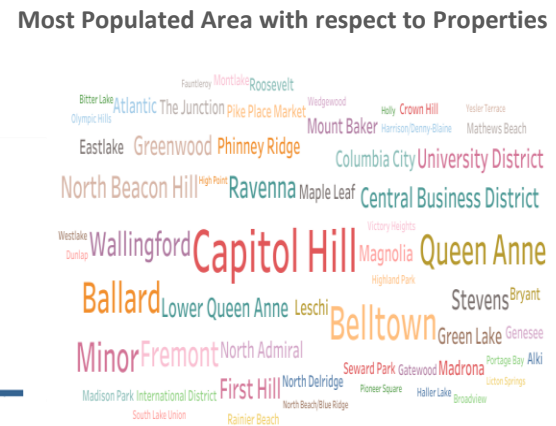 Most Populated Area with respect to Properties
Fauntleroy Montlake Roosevelt
Bitter Lake Atlantic The Junction Pike Place Market Wedgewood Holly Crown Hill Yesler Terrace
Olympic Hills Mount Baker Harrison/Denny-Blaine Mathews Beach
Eastlake Greenwood Phinney Ridge
Columbia City University District
North Beacon Hill High Point Ravenna Maple Leaf Central Business District
Victory Heights
Westlake Wallingford Capitol Hill Magnolia Queen Anne
Dunlap
Highland Park
Ballard Lower Queen Anne Leschi Belltown Stevens Bryant
Green Lake Genesee
Minor Fremont North Admiral
Portage Bay Alki
Seward Park Gatewood Madrona
First Hill North Delridge Pioneer Square Haller Lake Licton Springs
Madison Park International District Broadview
North Beach/Blue Ridge
South Lake Union Rainier Beach